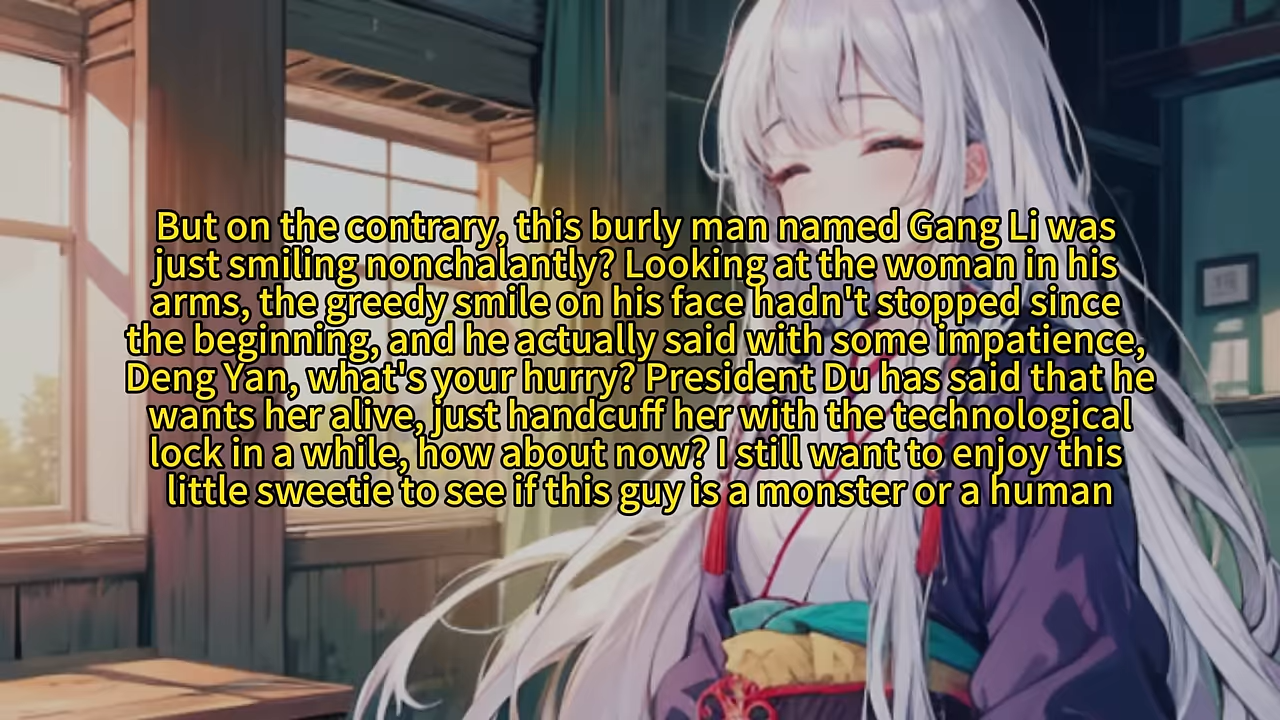 But on the contrary, this burly man named Gang Li was
just smiling nonchalantly? Looking at the woman in his
arms, the greedy smile on his face hadn't stopped since
the beginning, and he actually said with some impatience,
Deng Yan, what's your hurry? President Du has said that he
wants her alive, just handcuff her with the technological
lock in a while, how about now? I still want to enjoy this
little sweetie to see if this guy is a monster or a human